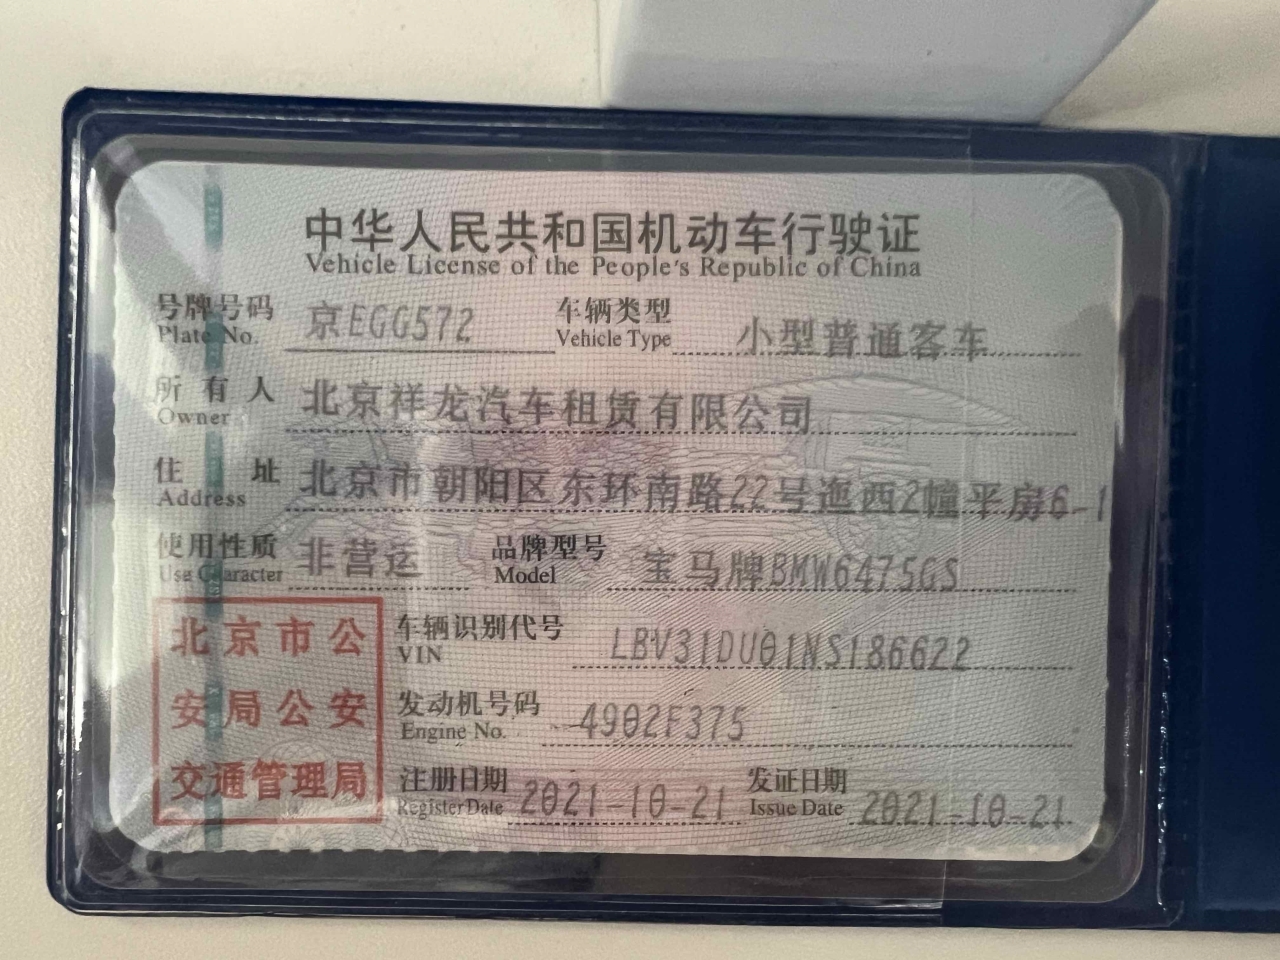 中华人民共和国机动车行驶证
Vehicle License of the People's Republic of China
号牌号码 京EGG572 车辆类型 小型普通客车
Plate No. Vehicle Type
所有人 北京祥龙汽车租赁有限公司
Owner
住址 北京市朝阳区东环南路22号迤西2幢平房6-1
Address
使用性质 非营运 品牌型号 宝马牌BMW6475GS
Use Character Model
北京市公
安局公安
交通管理局
车辆识别代号 LBV31DU01NS186622
VIN
发动机号码 4902F375
Engine No.
注册日期 2021-10-21 发证日期 2021-10-21
Register Date Issue Date